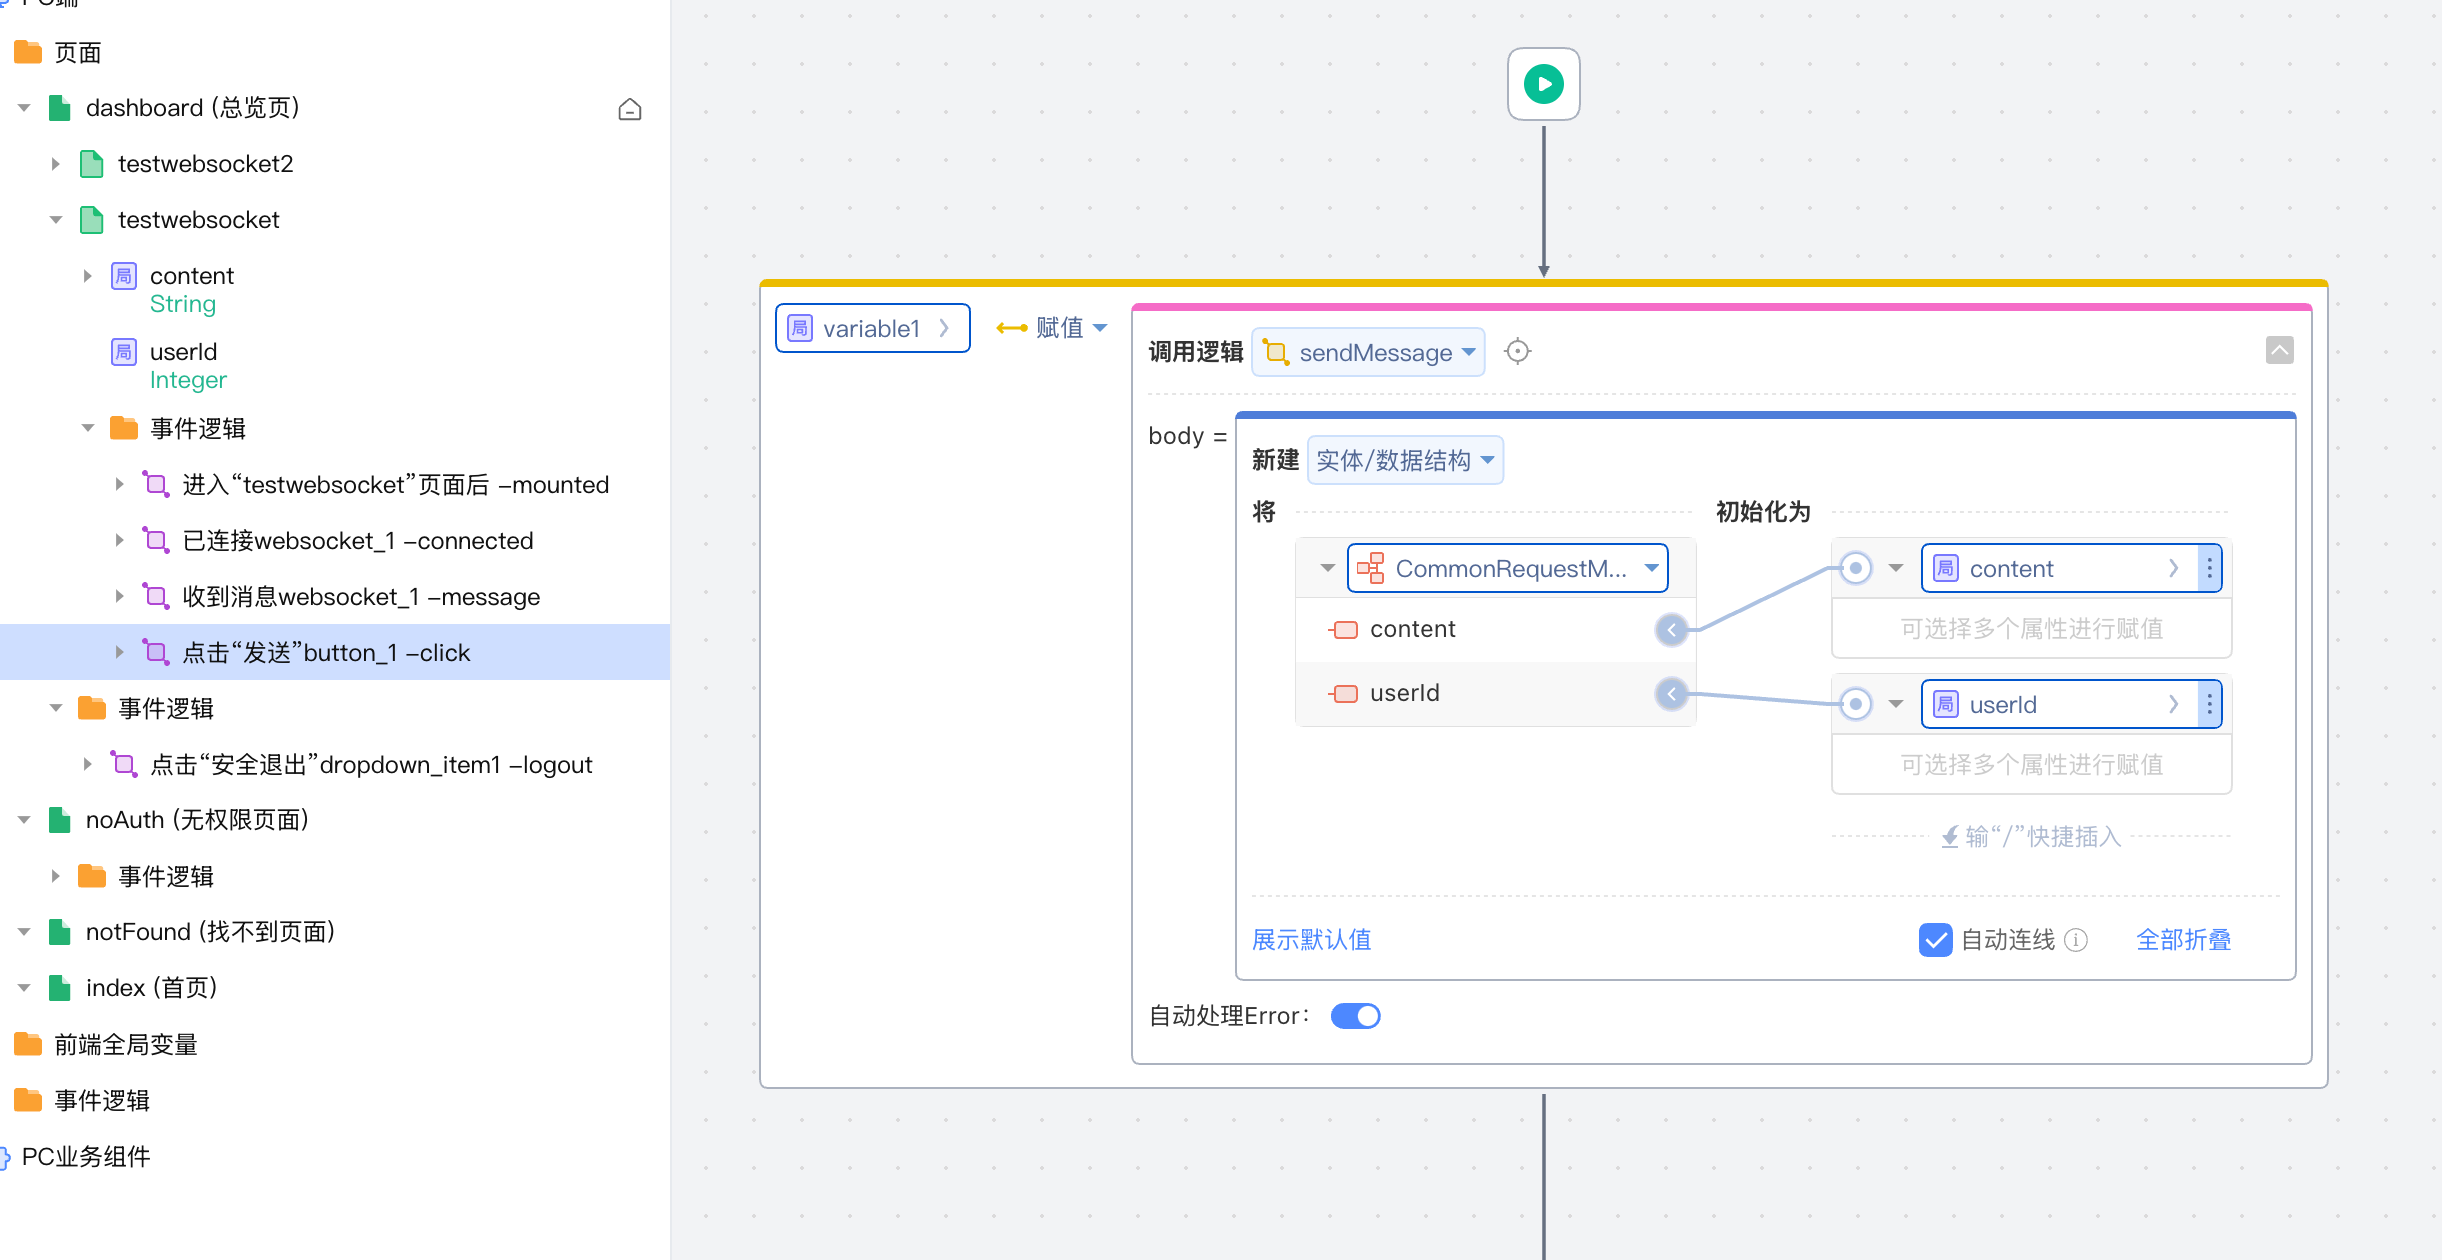 PC端
页面
dashboard (总览页)
testwebsocket2
testwebsocket
局 content
String
局 userId
Integer
事件逻辑
进入“testwebsocket”页面后 –mounted
已连接websocket_1 –connected
收到消息websocket_1 –message
点击“发送”button_1 –click
事件逻辑
点击“安全退出”dropdown_item1 –logout
noAuth (无权限页面)
事件逻辑
notFound (找不到页面)
index (首页)
前端全局变量
事件逻辑
PC业务组件
局 variable1
赋值
调用逻辑 sendMessage
body =
新建 实体/数据结构
将
初始化为
CommonRequestM...
content
userId
局 content
可选择多个属性进行赋值
局 userId
可选择多个属性进行赋值
输“/”快捷插入
展示默认值
自动连线
全部折叠
自动处理Error：